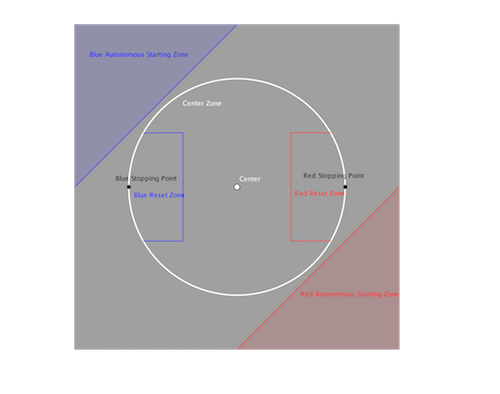 Blue Autonomous Starting Zone
Center Zone
Blue Stopping Point
Center
Red Stopping Point
Blue Reset Zone
Red Reset Zone
Red Autonomous Starting Zone